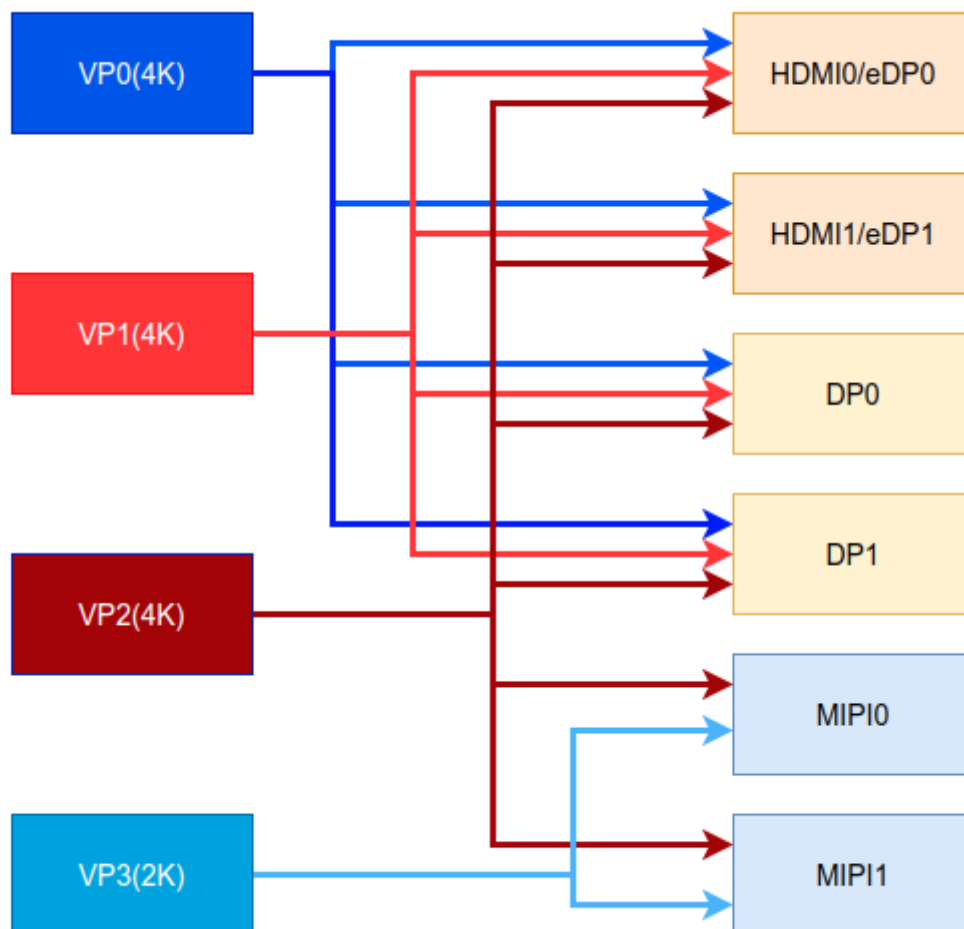 VP0(4K)
HDMI0/eDP0
HDMI1/eDP1
VP1(4K)
DP0
DP1
VP2(4K)
MIPI0
VP3(2K)
MIPI1